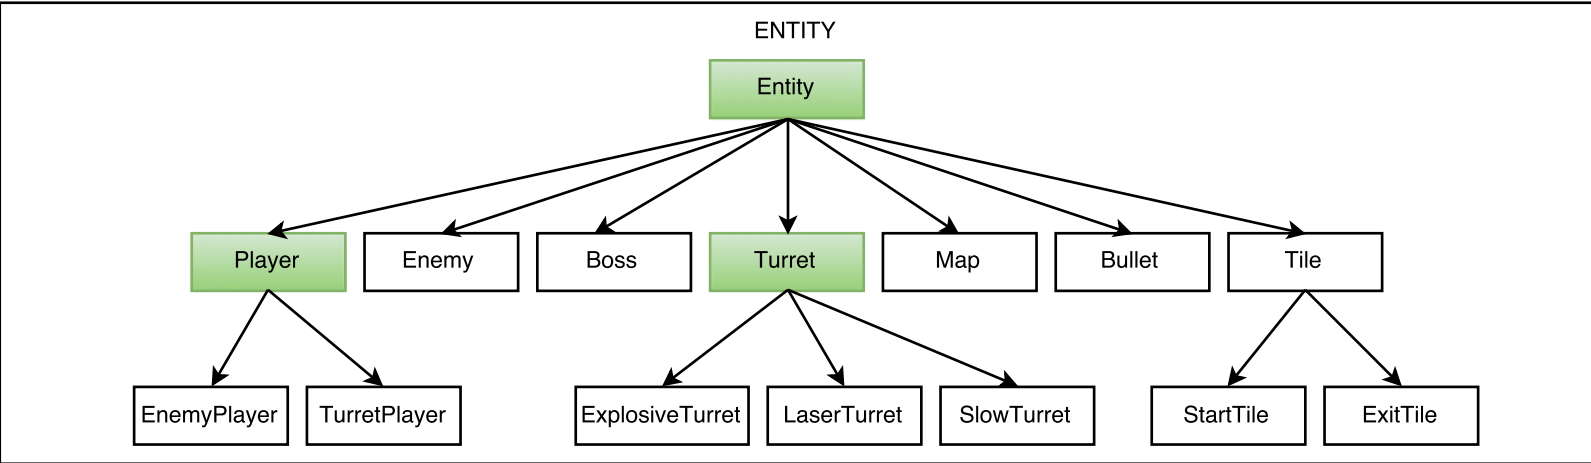 ENTITY
Entity
Player
Enemy
Boss
Turret
Map
Bullet
Tile
EnemyPlayer
TurretPlayer
ExplosiveTurret
LaserTurret
SlowTurret
StartTile
ExitTile